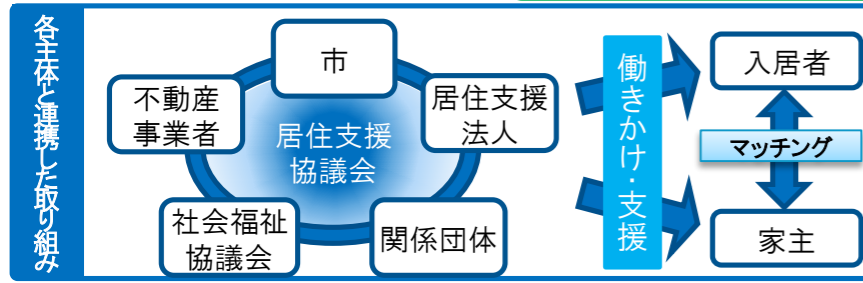 各主体と連携した取り組み
市
不動産
事業者
居住支援
法人
居住支援
協議会
社会福祉
協議会
関係団体
働きかけ・支援
入居者
マッチング
家主